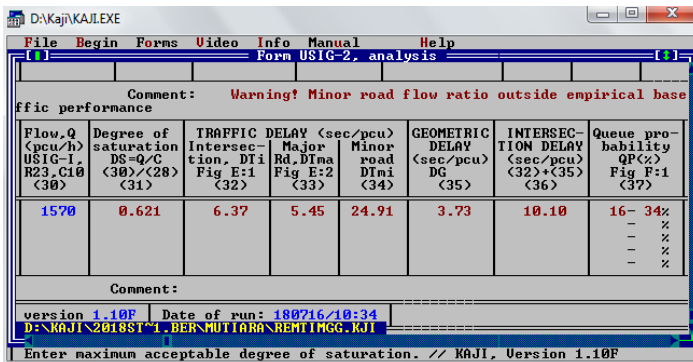 D:\Kaji\KAJI.EXE
File Begin Forms Video Info Manual Help
[ ] Form USIG-2, analysis [↕]
Comment: Warning! Minor road flow ratio outside empirical base
ffic performance
Flow,Q Degree of TRAFFIC DELAY (sec/pcu) GEOMETRIC INTERSEC- Queue pro-
(pcu/h) saturation Intersec- Major Minor DELAY TION DELAY bability
USIG-I, DS=Q/C tion, DTi Rd,DTma road (sec/pcu) (sec/pcu) QP(%)
R23,C10 (30)/(28) Fig E:1 Fig E:2 DTmi DG (32)+(35) Fig F:1
(30) (31) (32) (33) (34) (35) (36) (37)
1570 0.621 6.37 5.45 24.91 3.73 10.10 16- 34%
- %
- %
- %
Comment:
version 1.10F Date of run: 180716/10:34
D:\KAJI\2018ST~1.BER\MUTIARA\REMTIMGG.KJI
Enter maximum acceptable degree of saturation. // KAJI, Version 1.10F